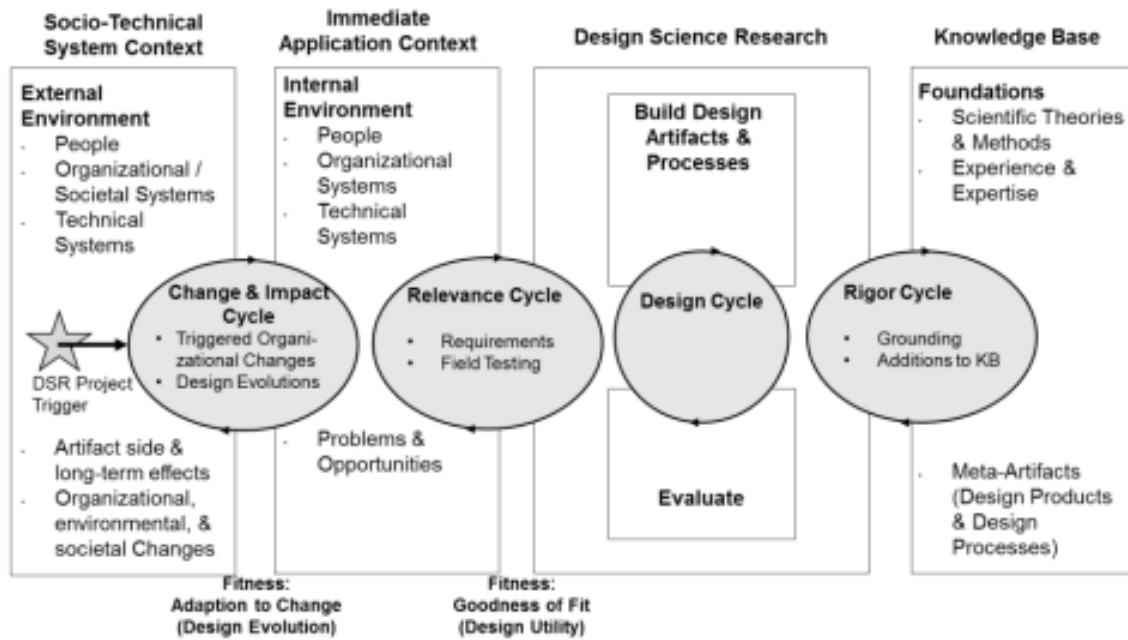 Socio-Technical
System Context
Immediate
Application Context
Design Science Research
Knowledge Base
External
Environment
. People
. Organizational /
Societal Systems
. Technical
Systems
DSR Project
Trigger
. Artifact side &
long-term effects
. Organizational,
environmental, &
societal Changes
Change & Impact
Cycle
• Triggered Organi-
zational Changes
• Design Evolutions
Internal
Environment
. People
. Organizational
Systems
. Technical
Systems
. Problems &
Opportunities
Relevance Cycle
• Requirements
• Field Testing
Build Design
Artifacts &
Processes
Design Cycle
Evaluate
Rigor Cycle
• Grounding
• Additions to KB
Foundations
. Scientific Theories
& Methods
. Experience &
Expertise
. Meta-Artifacts
(Design Products
& Design
Processes)
Fitness:
Adaption to Change
(Design Evolution)
Fitness:
Goodness of Fit
(Design Utility)